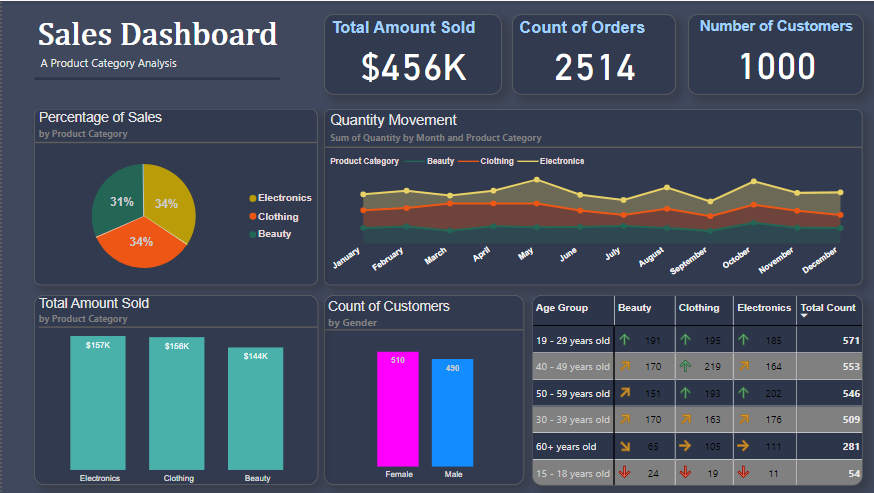 Sales Dashboard
A Product Category Analysis
Total Amount Sold
$456K
Count of Orders
2514
Number of Customers
1000
Percentage of Sales
by Product Category
31%
34%
34%
Electronics
Clothing
Beauty
Quantity Movement
Sum of Quantity by Month and Product Category
Product Category Beauty Clothing Electronics
January February March April May June July August September October November December
Total Amount Sold
by Product Category
$157K $156K $144K
Electronics Clothing Beauty
Count of Customers
by Gender
510 490
Female Male
Age Group Beauty Clothing Electronics Total Count
19 - 29 years old 191 195 185 571
40 - 49 years old 170 219 164 553
50 - 59 years old 151 193 202 546
30 - 39 years old 170 163 176 509
60+ years old 65 105 111 281
15 - 18 years old 24 19 11 54